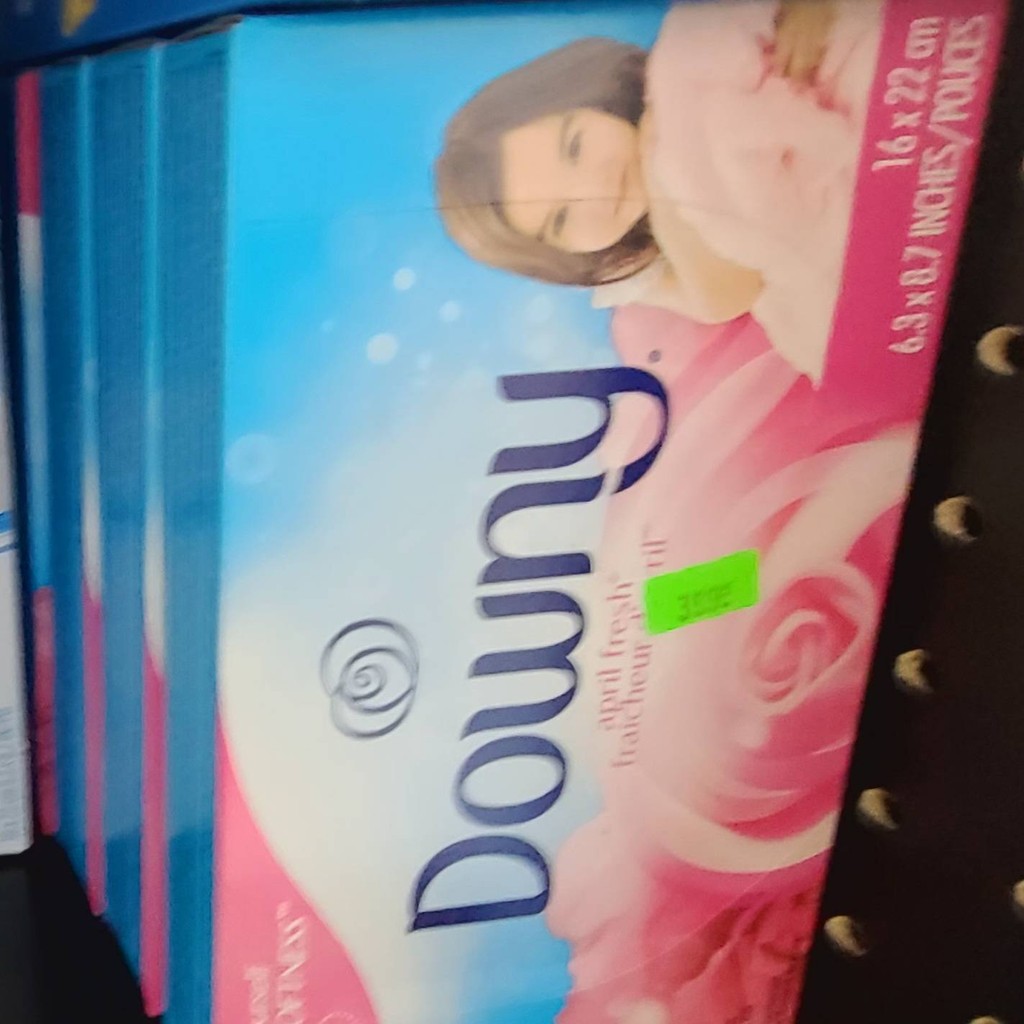 Downy
april fresh
fraîcheur
16 x 22 cm
6.3 x 8.7 INCHES/POUCES